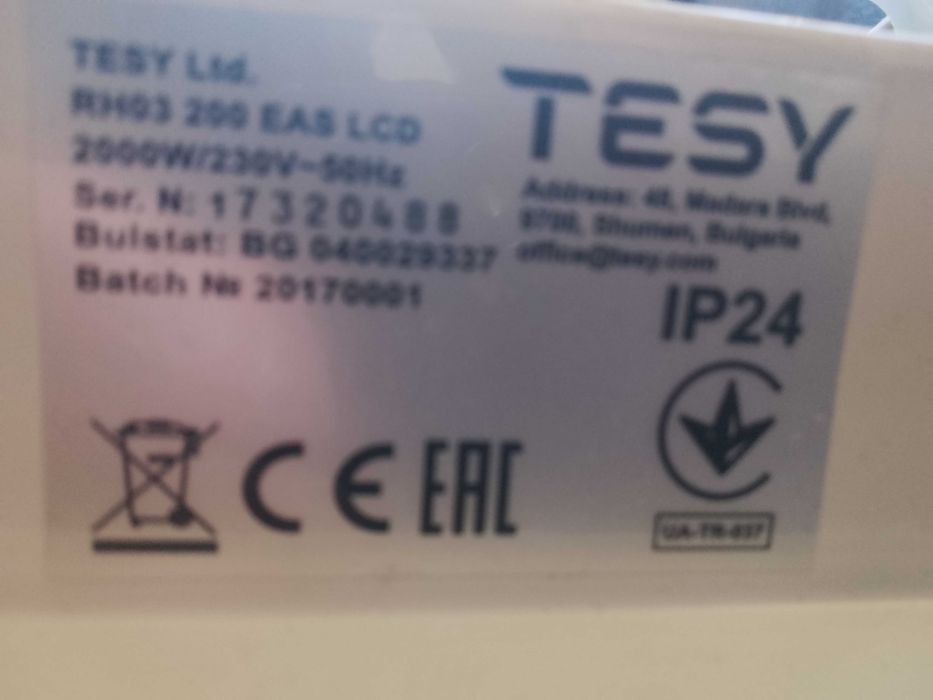 TESY Ltd.
RH03 200 EAS LCD
2000W/230V~50Hz
Ser. N: 17320488
Bulstat: BG 040029337
Batch № 20170001
TESY
Address: 48, Madara Blvd,
9700, Shumen, Bulgaria
office@tesy.com
IP24
CE EAC
UA-TR-037